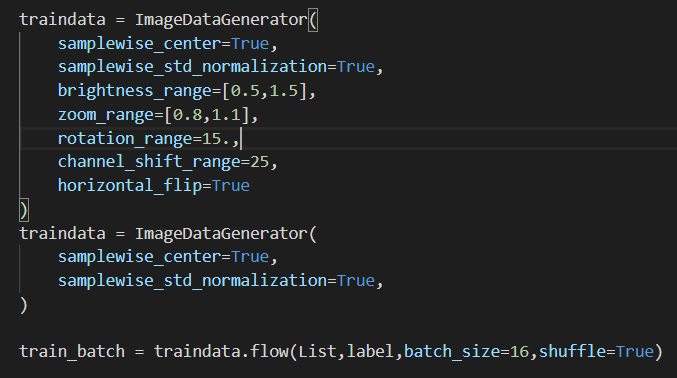 traindata = ImageDataGenerator(
    samplewise_center=True,
    samplewise_std_normalization=True,
    brightness_range=[0.5,1.5],
    zoom_range=[0.8,1.1],
    rotation_range=15.,
    channel_shift_range=25,
    horizontal_flip=True
)
traindata = ImageDataGenerator(
    samplewise_center=True,
    samplewise_std_normalization=True,
)
train_batch = traindata.flow(List,label,batch_size=16,shuffle=True)